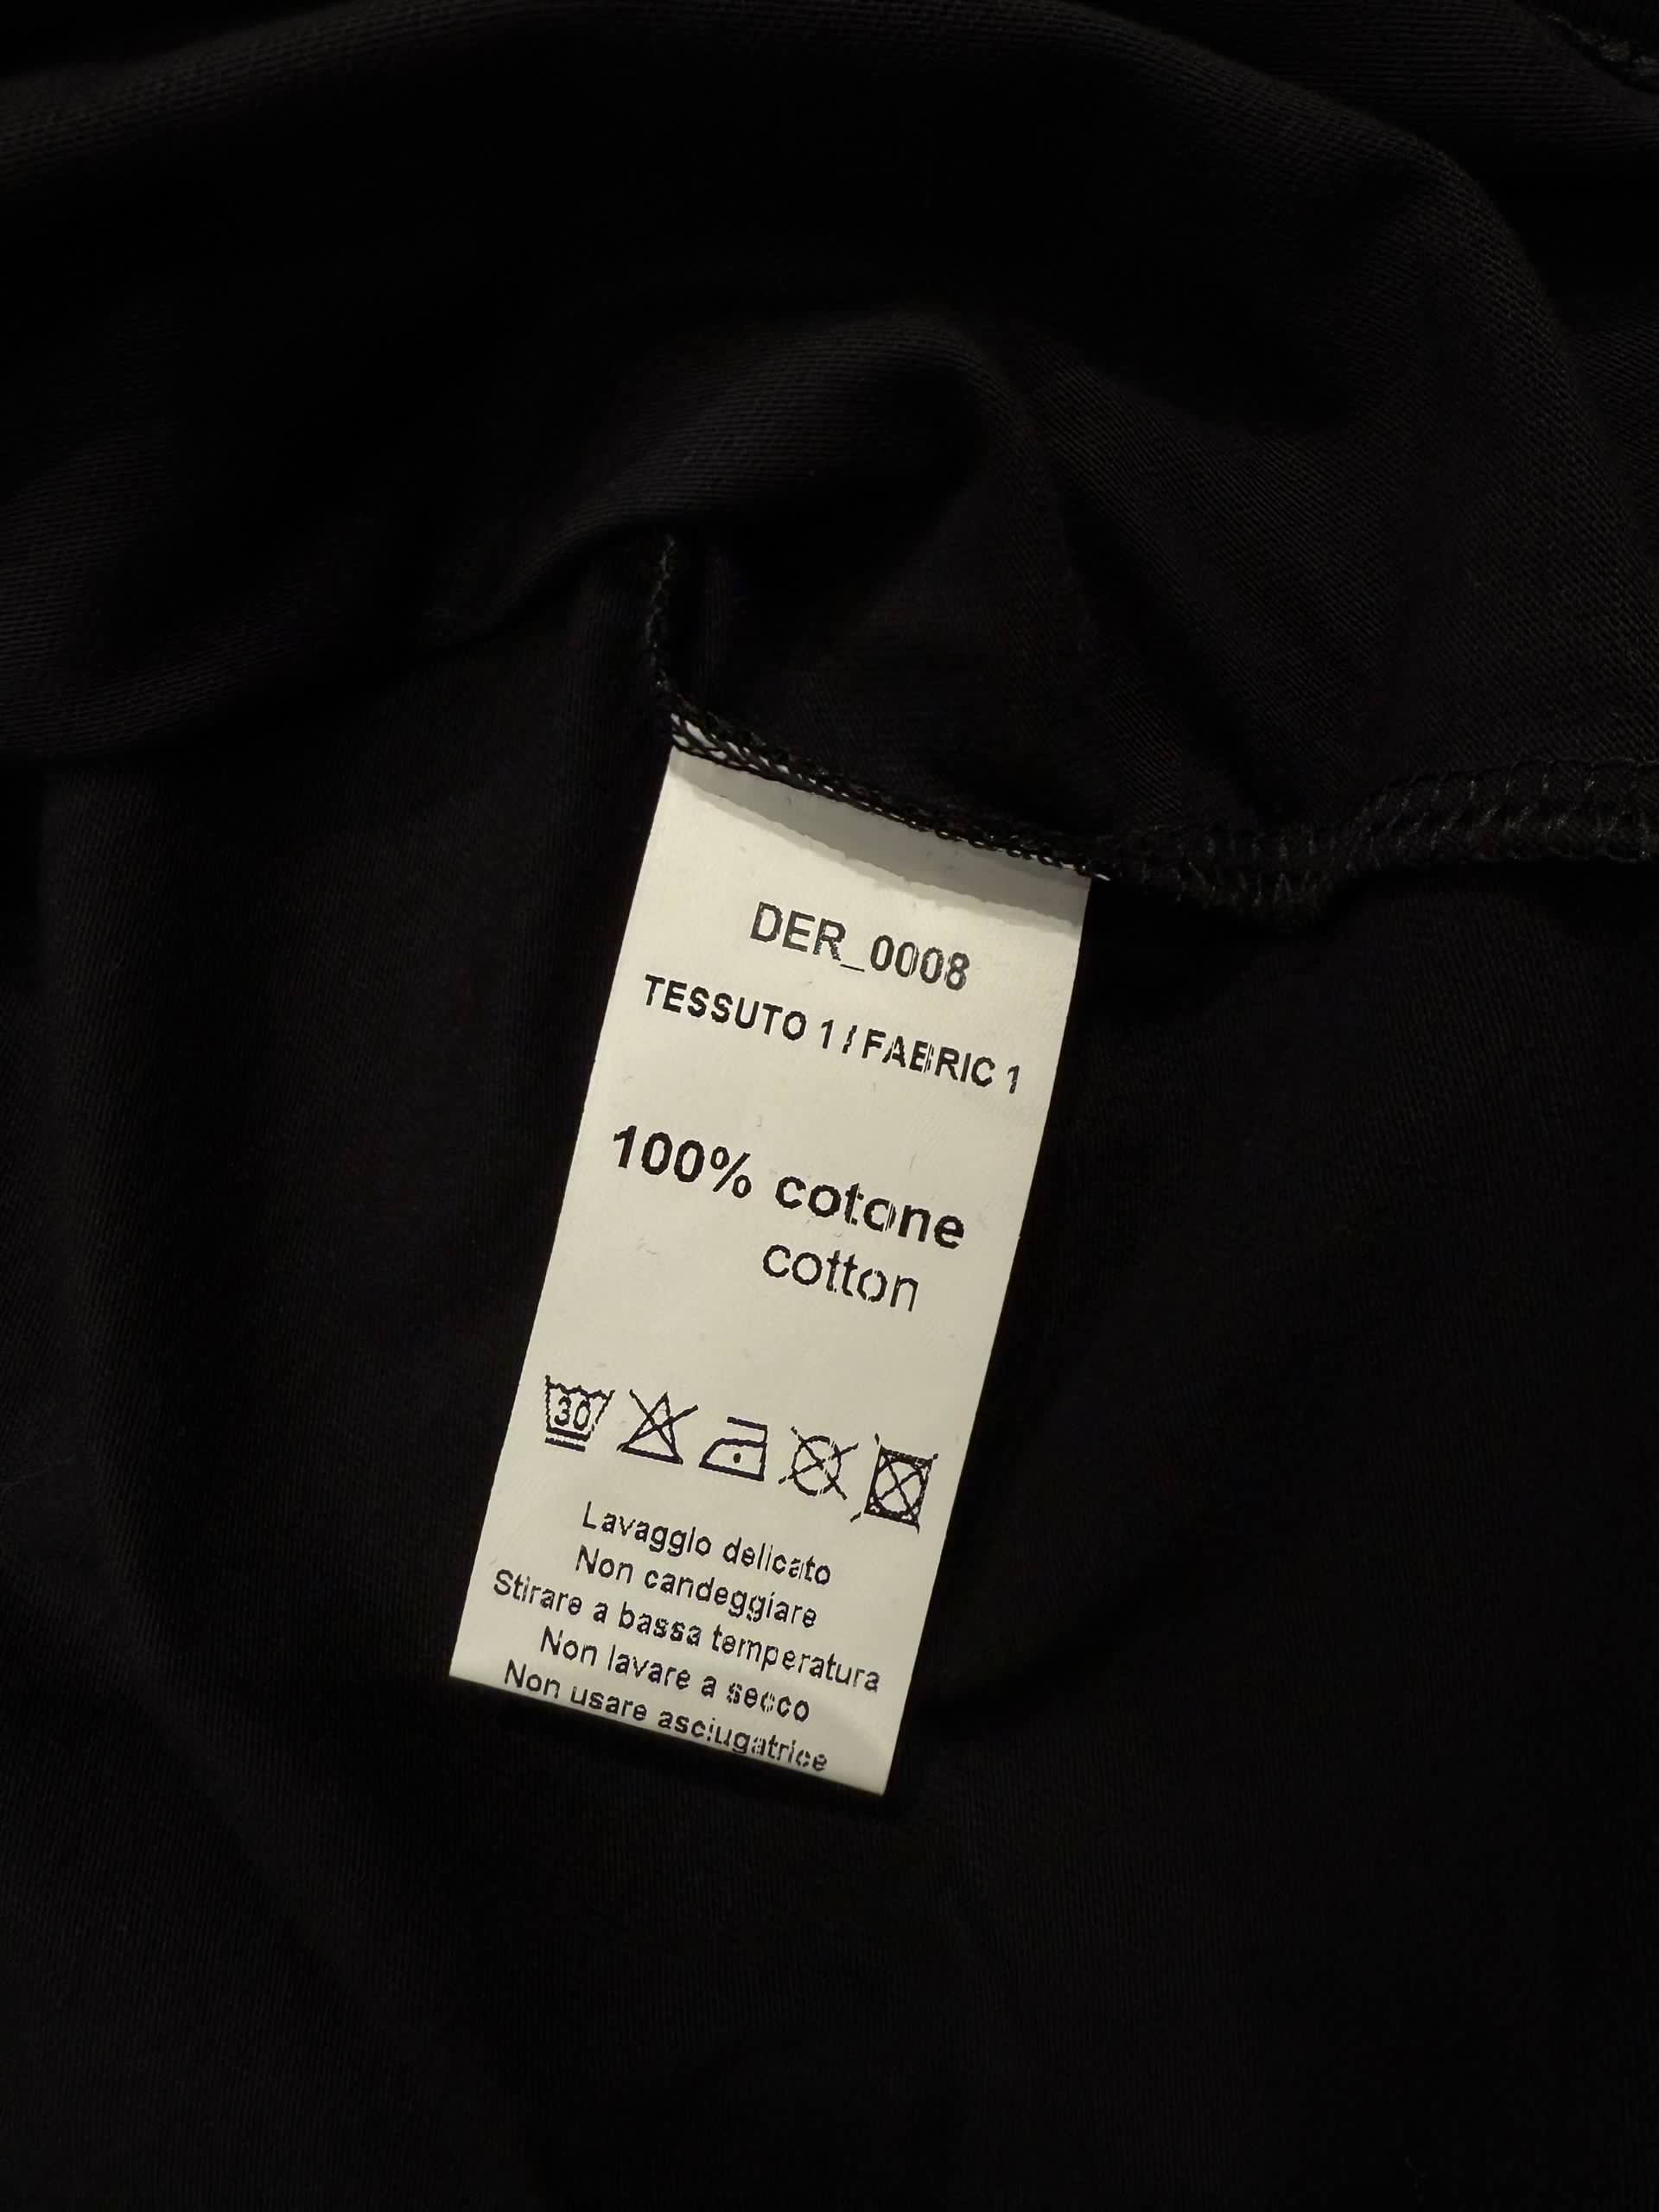 DER_0008
TESSUTO 1 / FABRIC 1
100% cotone
cotton
30
Lavaggio delicato
Non candeggiare
Stirare a bassa temperatura
Non lavare a secco
Non usare asciugatrice